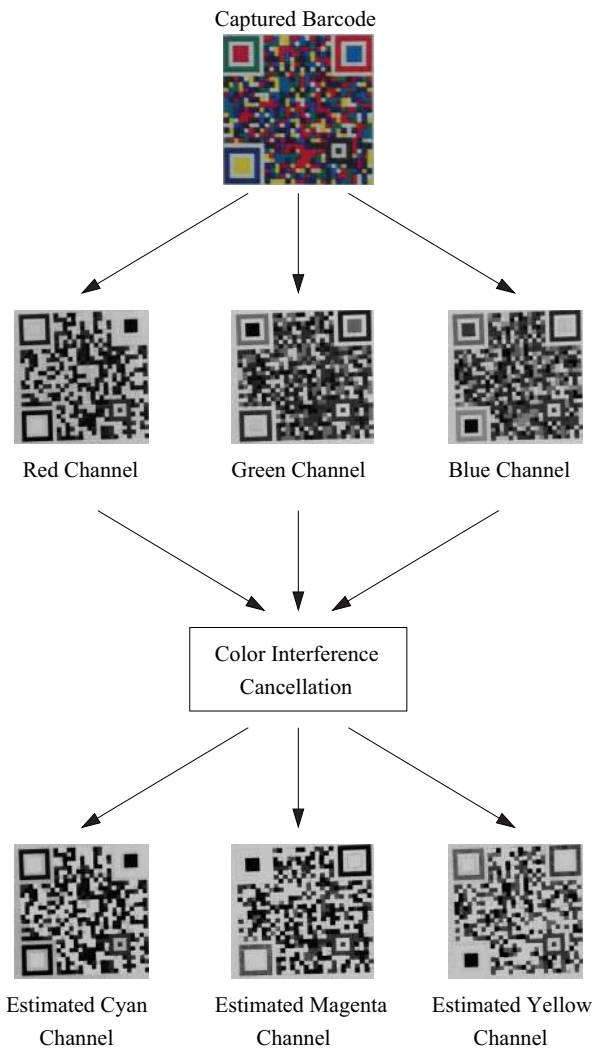 Captured Barcode
Red Channel
Green Channel
Blue Channel
Color Interference
Cancellation
Estimated Cyan
Channel
Estimated Magenta
Channel
Estimated Yellow
Channel